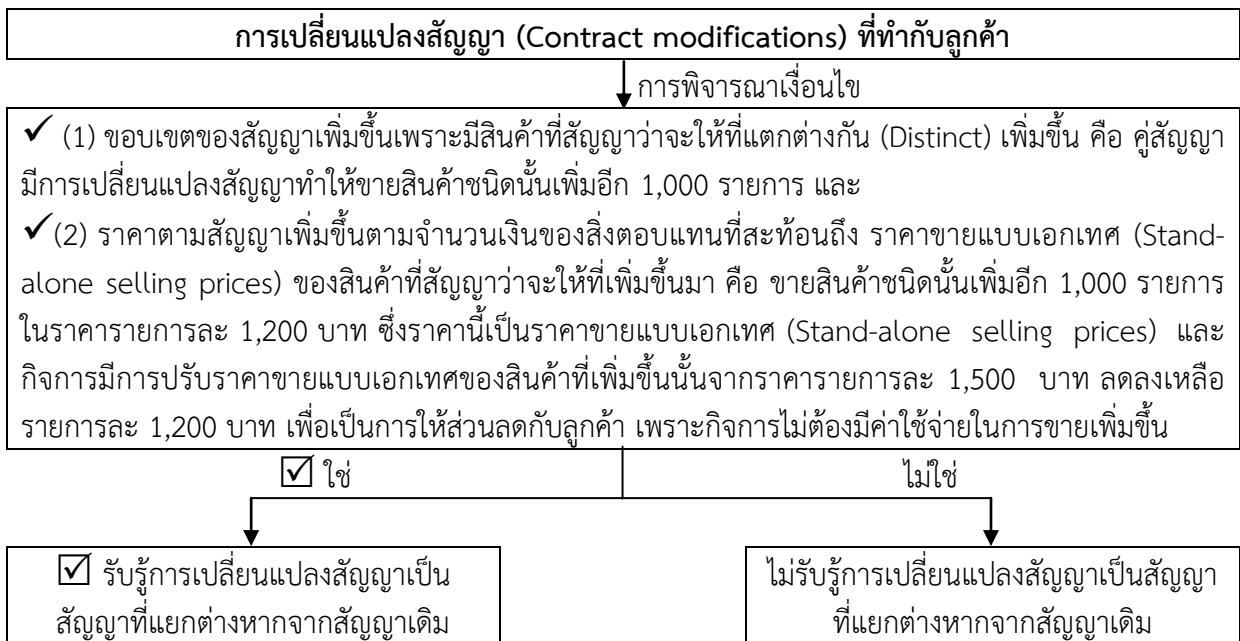 การเปลี่ยนแปลงสัญญา (Contract modifications) ที่ทำกับลูกค้า
การพิจารณาเงื่อนไข
✓ (1) ขอบเขตของสัญญาเพิ่มขึ้นเพราะมีสินค้าที่สัญญาว่าจะให้ที่แตกต่างกัน (Distinct) เพิ่มขึ้น คือ คู่สัญญา
มีการเปลี่ยนแปลงสัญญาทำให้ขายสินค้าชนิดนั้นเพิ่มอีก 1,000 รายการ และ
✓(2) ราคาตามสัญญาเพิ่มขึ้นตามจำนวนเงินของสิ่งตอบแทนที่สะท้อนถึง ราคาขายแบบเอกเทศ (Stand-
alone selling prices) ของสินค้าที่สัญญาว่าจะให้ที่เพิ่มขึ้นมา คือ ขายสินค้าชนิดนั้นเพิ่มอีก 1,000 รายการ
ในราคารายการละ 1,200 บาท ซึ่งราคานี้เป็นราคาขายแบบเอกเทศ (Stand-alone selling prices) และ
กิจการมีการปรับราคาขายแบบเอกเทศของสินค้าที่เพิ่มขึ้นนั้นจากราคารายการละ 1,500 บาท ลดลงเหลือ
รายการละ 1,200 บาท เพื่อเป็นการให้ส่วนลดกับลูกค้า เพราะกิจการไม่ต้องมีค่าใช้จ่ายในการขายเพิ่มขึ้น
☑ ใช่ ไม่ใช่
☑ รับรู้การเปลี่ยนแปลงสัญญาเป็น
สัญญาที่แยกต่างหากจากสัญญาเดิม
ไม่รับรู้การเปลี่ยนแปลงสัญญาเป็นสัญญา
ที่แยกต่างหากจากสัญญาเดิม